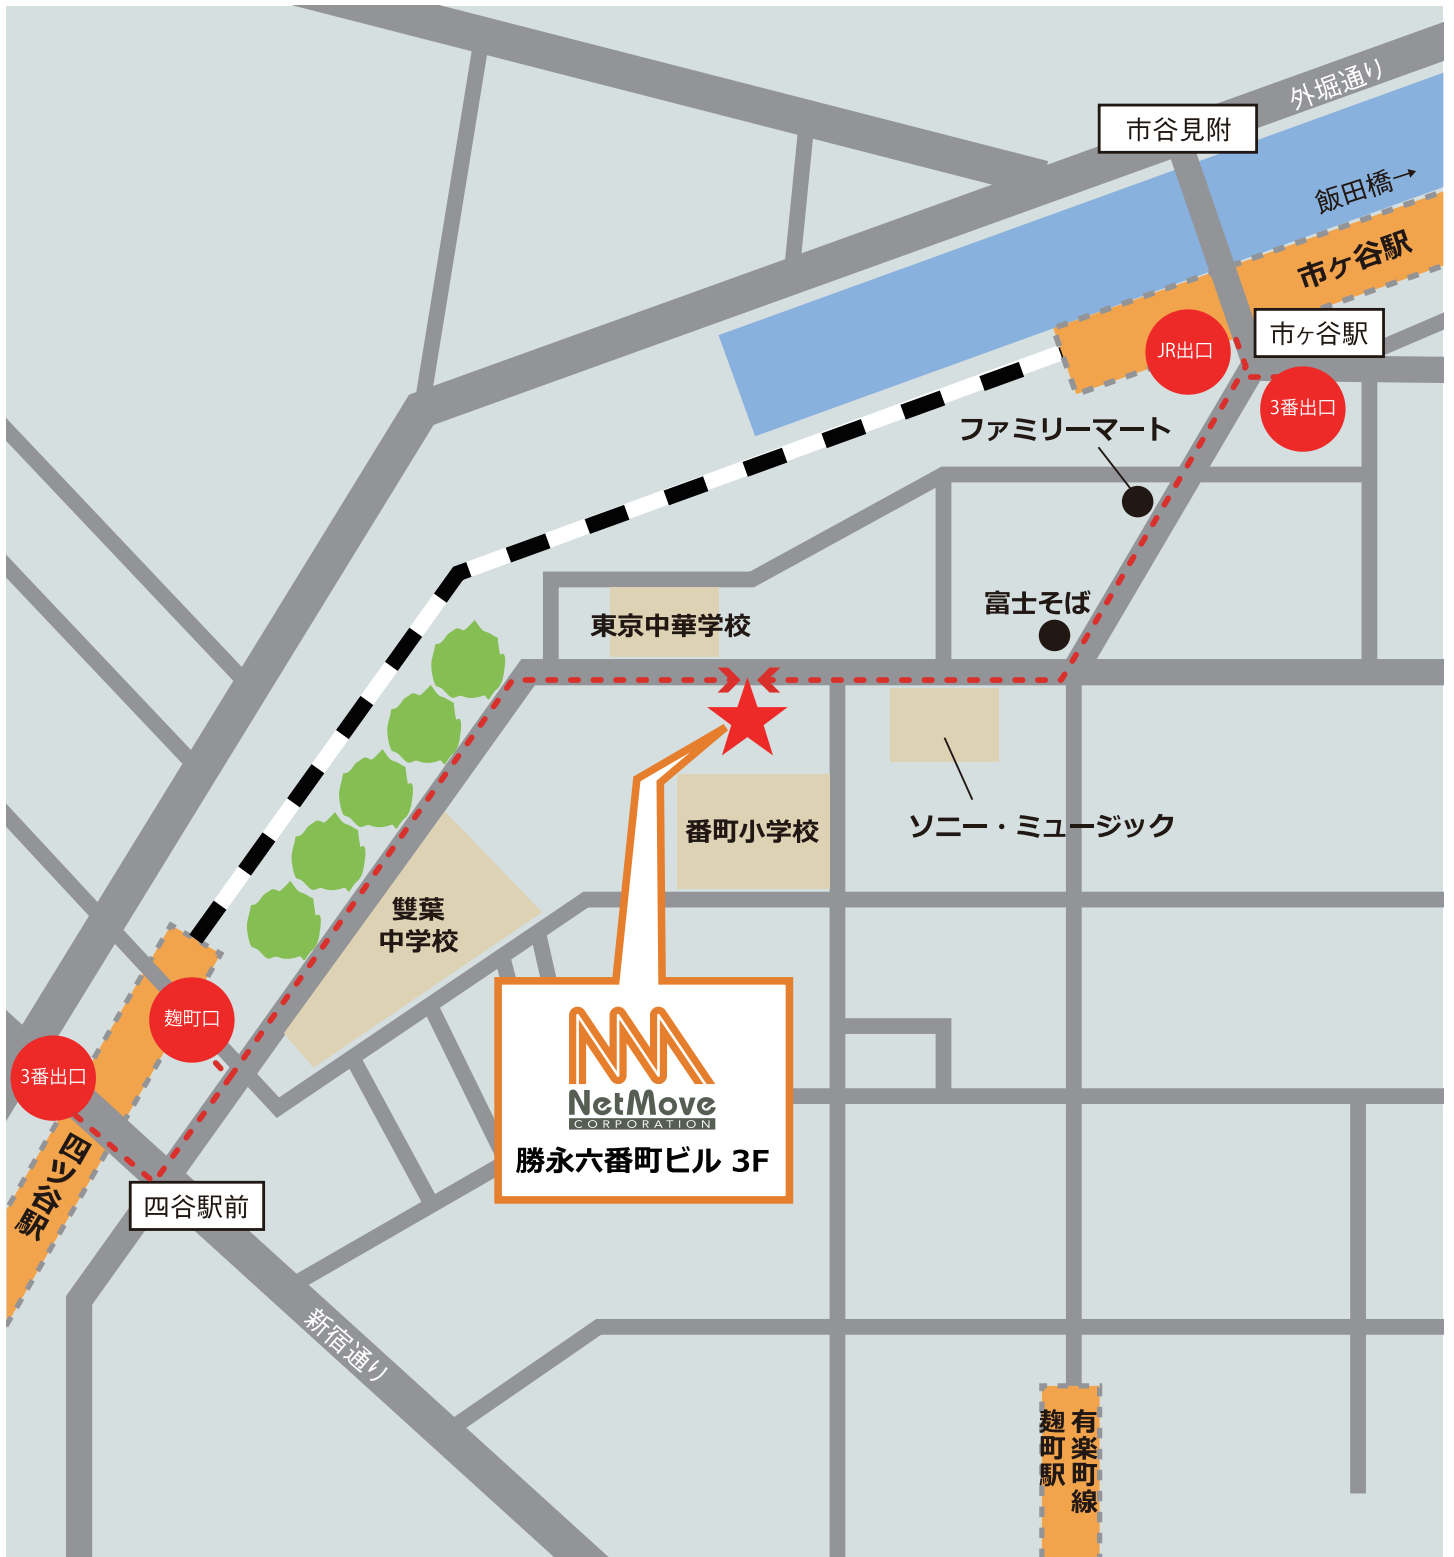 外堀通り
市谷見附
飯田橋→
市ヶ谷駅
市ヶ谷駅
JR出口
3番出口
ファミリーマート
富士そば
東京中華学校
番町小学校
ソニー・ミュージック
雙葉
中学校
麹町口
3番出口
四ツ谷駅
四谷駅前
NetMove
CORPORATION
勝永六番町ビル 3F
新宿通り
有楽町線
麹町駅